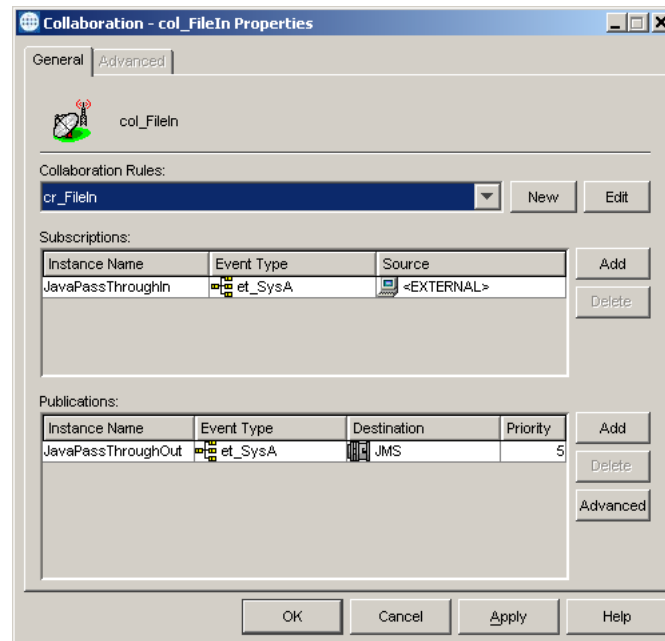 Collaboration - col_FileIn Properties
General Advanced
col_FileIn
Collaboration Rules:
cr_FileIn New Edit
Subscriptions:
Instance Name Event Type Source Add
JavaPassThroughIn et_SysA <EXTERNAL>
Delete
Publications:
Instance Name Event Type Destination Priority Add
JavaPassThroughOut et_SysA JMS 5
Delete
Advanced
OK Cancel Apply Help